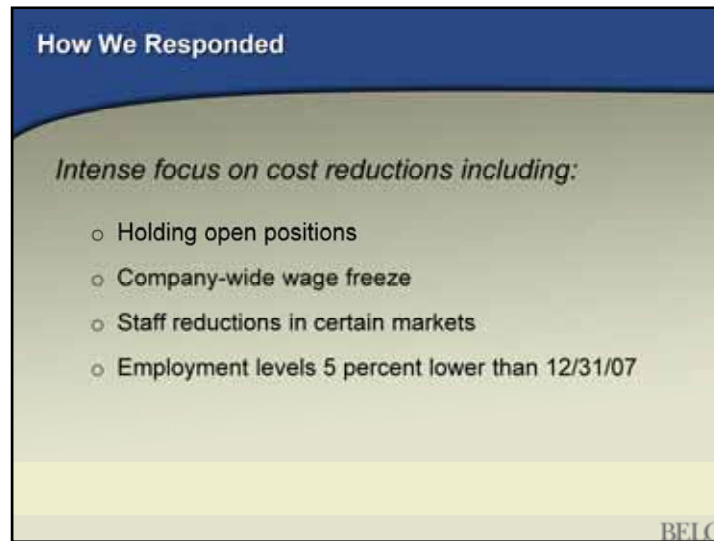 How We Responded
Intense focus on cost reductions including:
o Holding open positions
o Company-wide wage freeze
o Staff reductions in certain markets
o Employment levels 5 percent lower than 12/31/07